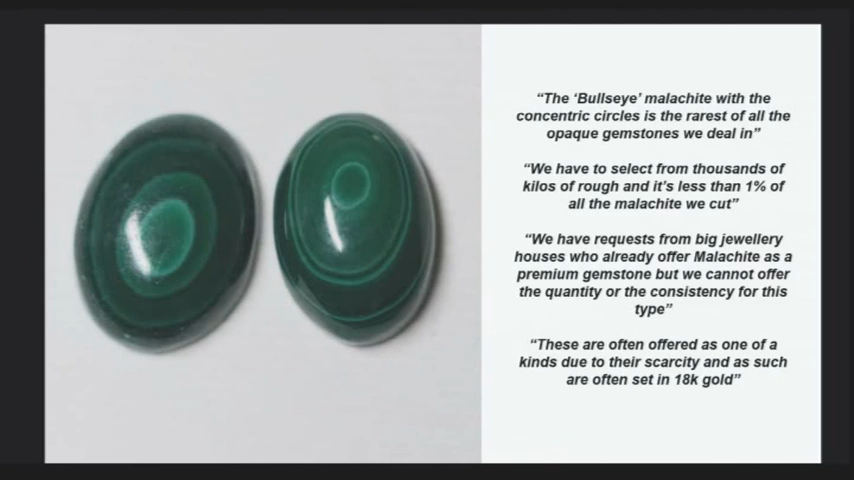 “The ‘Bullseye’ malachite with the
concentric circles is the rarest of all the
opaque gemstones we deal in”
“We have to select from thousands of
kilos of rough and it’s less than 1% of
all the malachite we cut”
“We have requests from big jewellery
houses who already offer Malachite as a
premium gemstone but we cannot offer
the quantity or the consistency for this
type”
“These are often offered as one of a
kinds due to their scarcity and as such
are often set in 18k gold”